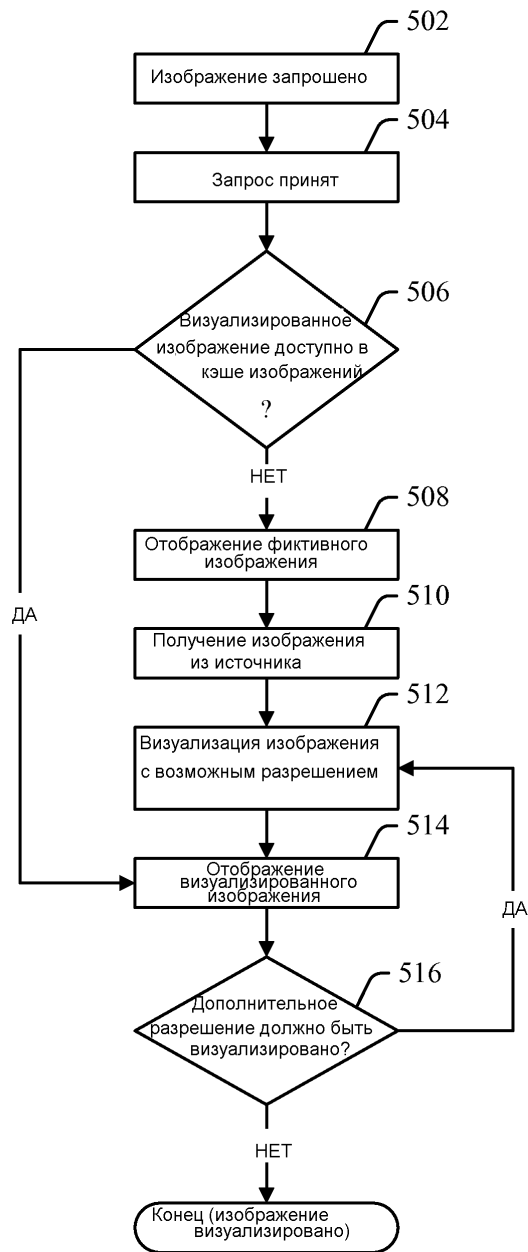 502
Изображение запрошено
504
Запрос принят
506
Визуализированное
изображение доступно в
кэше изображений
?
НЕТ
508
Отображение фиктивного
изображения
ДА
510
Получение изображения
из источника
512
Визуализация изображения
с возможным разрешением
514
Отображение
визуализированного
изображения
ДА
516
Дополнительное
разрешение должно быть
визуализировано?
НЕТ
Конец (изображение
визуализировано)